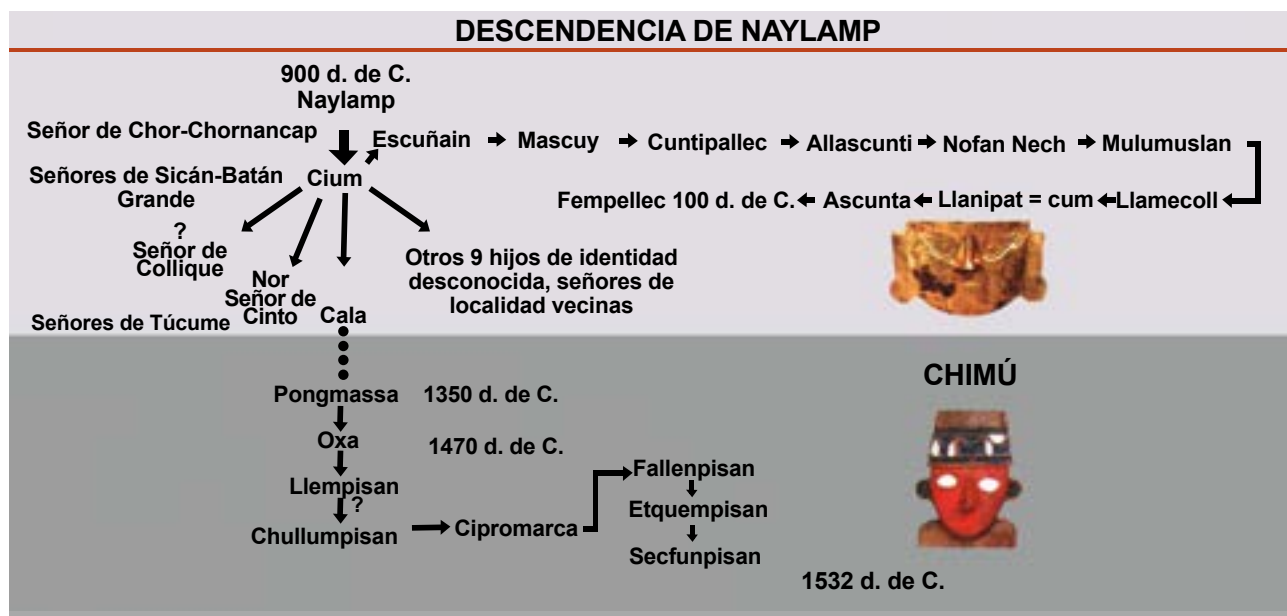 DESCENDENCIA DE NAYLAMP
900 d. de C.
Naylamp
Señor de Chor-Chornancap
Escuñain
Mascuy
Cuntipallec
Allascunti
Nofan Nech
Mulumuslan
Señores de Sicán-Batán
Grande
Cium
Fempellec 100 d. de C.
Ascunta
Llanipat = cum
Llamecoll
?
Señor de
Collique
Nor
Señor de
Cinto
Cala
Otros 9 hijos de identidad
desconocida, señores de
localidad vecinas
Señores de Túcume
CHIMÚ
Pongmassa
1350 d. de C.
Oxa
1470 d. de C.
Llempisan
?
Chullumpisan
Cipromarca
Fallenpisan
Etquempisan
Secfunpisan
1532 d. de C.